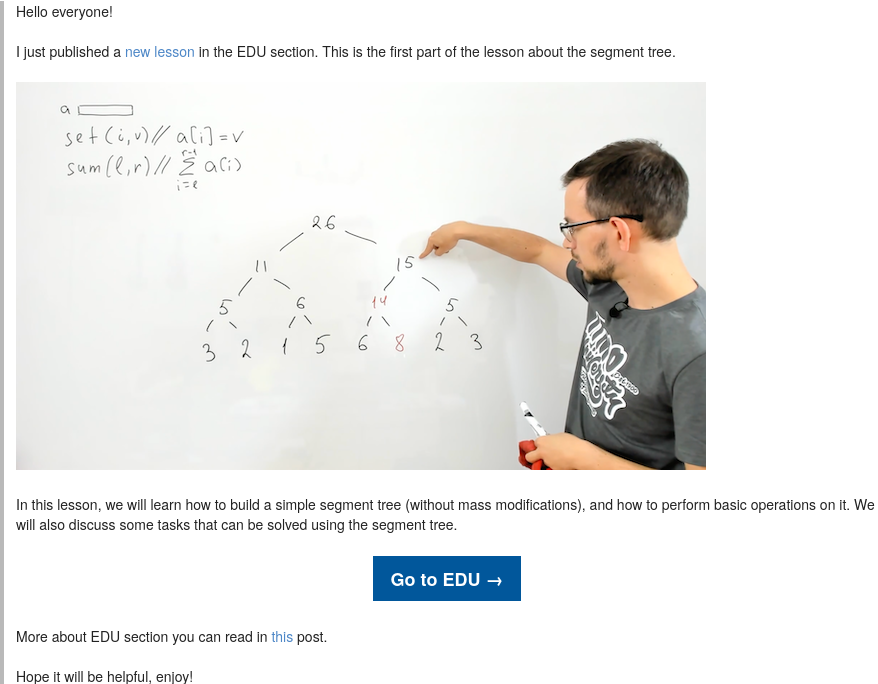 Hello everyone!
I just published a new lesson in the EDU section. This is the first part of the lesson about the segment tree.
a
set(i,v)// a[i]=v
r-1
sum(l,r)// Σ a(i)
i=l
26
11 15
5 6 14 5
3 2 1 5 6 8 2 3
In this lesson, we will learn how to build a simple segment tree (without mass modifications), and how to perform basic operations on it. We
will also discuss some tasks that can be solved using the segment tree.
Go to EDU →
More about EDU section you can read in this post.
Hope it will be helpful, enjoy!